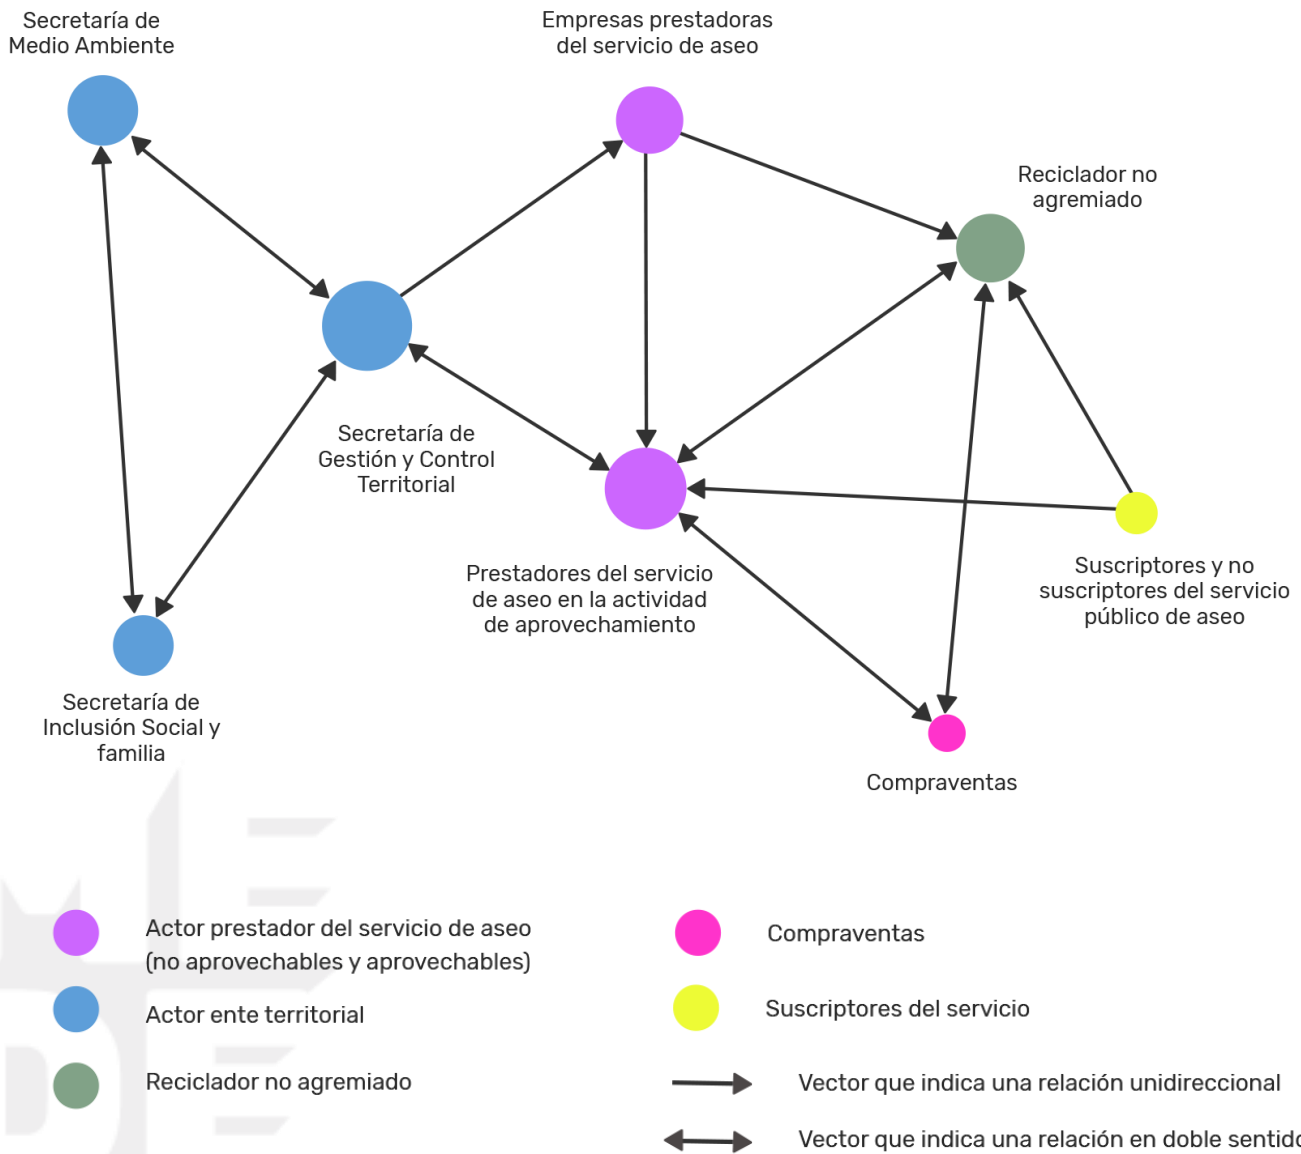 Secretaría de
Medio Ambiente
Empresas prestadoras
del servicio de aseo
Reciclador no
agremiado
Secretaría de
Gestión y Control
Territorial
Prestadores del servicio
de aseo en la actividad
de aprovechamiento
Suscriptores y no
suscriptores del servicio
público de aseo
Secretaría de
Inclusión Social y
familia
Compraventas
Actor prestador del servicio de aseo
(no aprovechables y aprovechables)
Actor ente territorial
Reciclador no agremiado
Compraventas
Suscriptores del servicio
Vector que indica una relación unidireccional
Vector que indica una relación en doble sentido